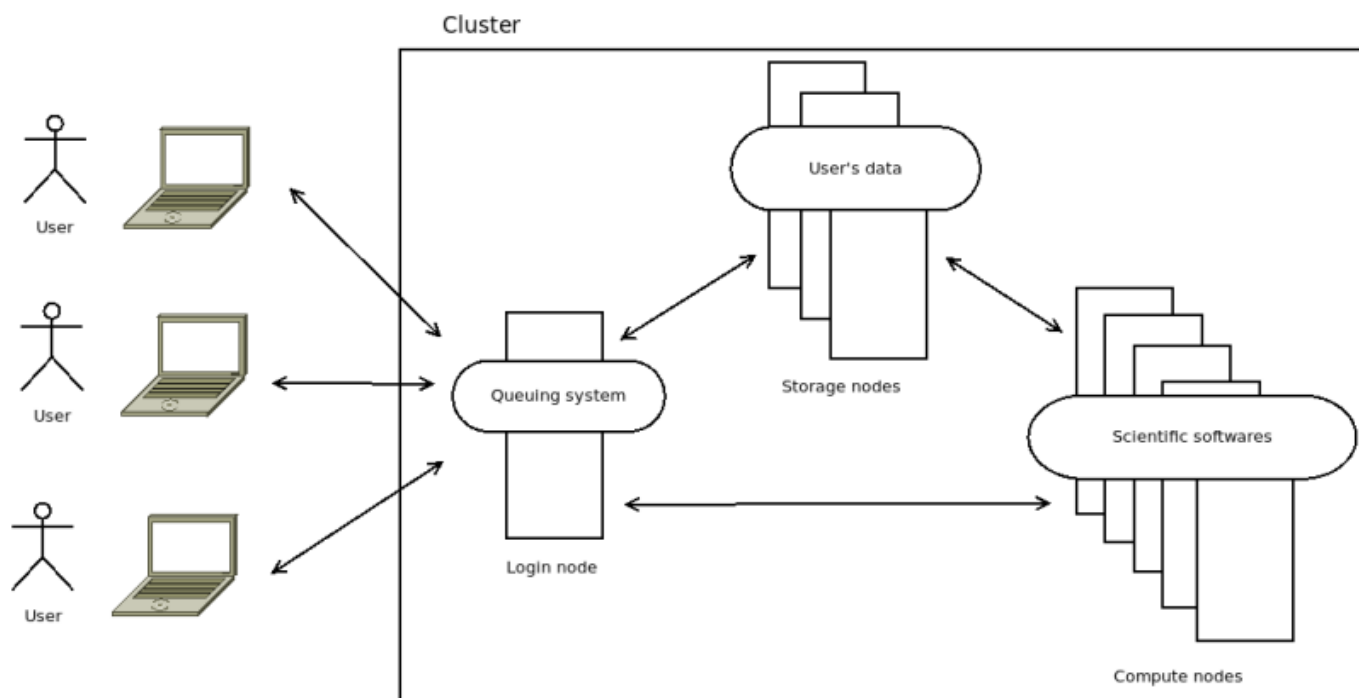 Cluster
User
User's data
User
Queuing system
Storage nodes
Scientific softwares
Login node
User
Compute nodes